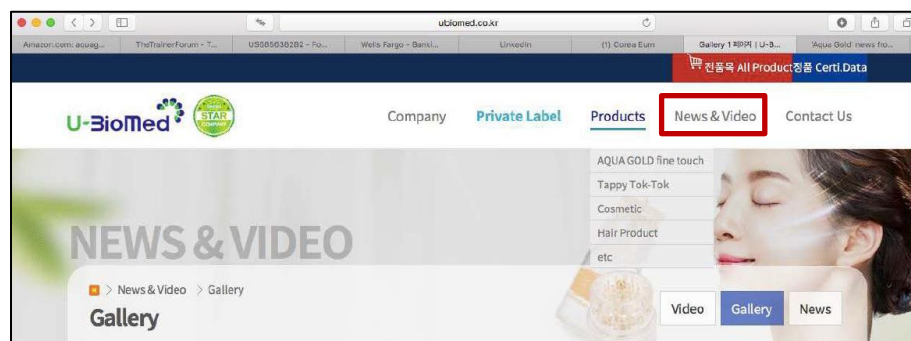 ubiomed.co.kr
Amazon.com: aquag...
TheTrainerForum - T...
US685638282 - Fo...
Wells Fargo – Banki...
LinkedIn
(1) Corea Eum
Gallery 1 페이지 | U-B...
'Aqua Gold' news fro...
전품목 All Product
정품 Certi.Data
U-BioMed
STAR
COMPANY
Company
Private Label
Products
News & Video
Contact Us
AQUA GOLD fine touch
Tappy Tok-Tok
Cosmetic
Hair Product
etc
NEWS & VIDEO
H > News & Video > Gallery
Gallery
Video
Gallery
News